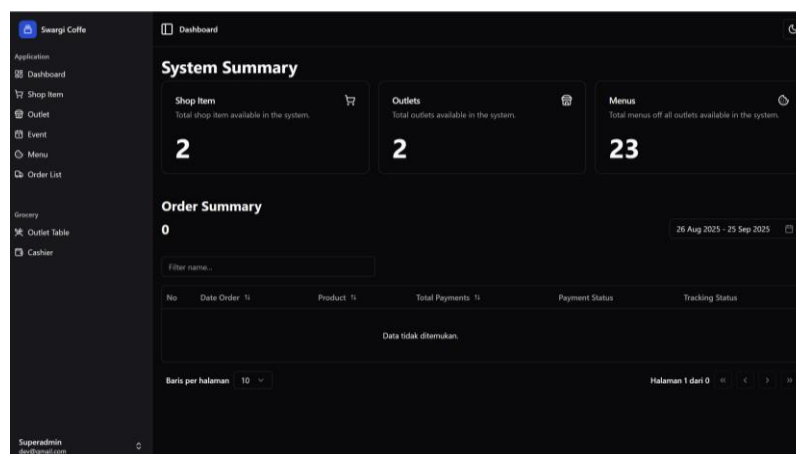 Swargi Coffe
Application
Dashboard
Shop Item
Outlet
Event
Menu
Order List
Grocery
Outlet Table
Cashier
Superadmin
dev@gmail.com
Dashboard
System Summary
Shop Item
Total shop item available in the system.
2
Outlets
Total outlets available in the system.
2
Menus
Total menus off all outlets available in the system.
23
Order Summary
0
26 Aug 2025 - 25 Sep 2025
Filter name...
No Date Order Product Total Payments Payment Status Tracking Status
Data tidak ditemukan.
Baris per halaman 10 Halaman 1 dari 0